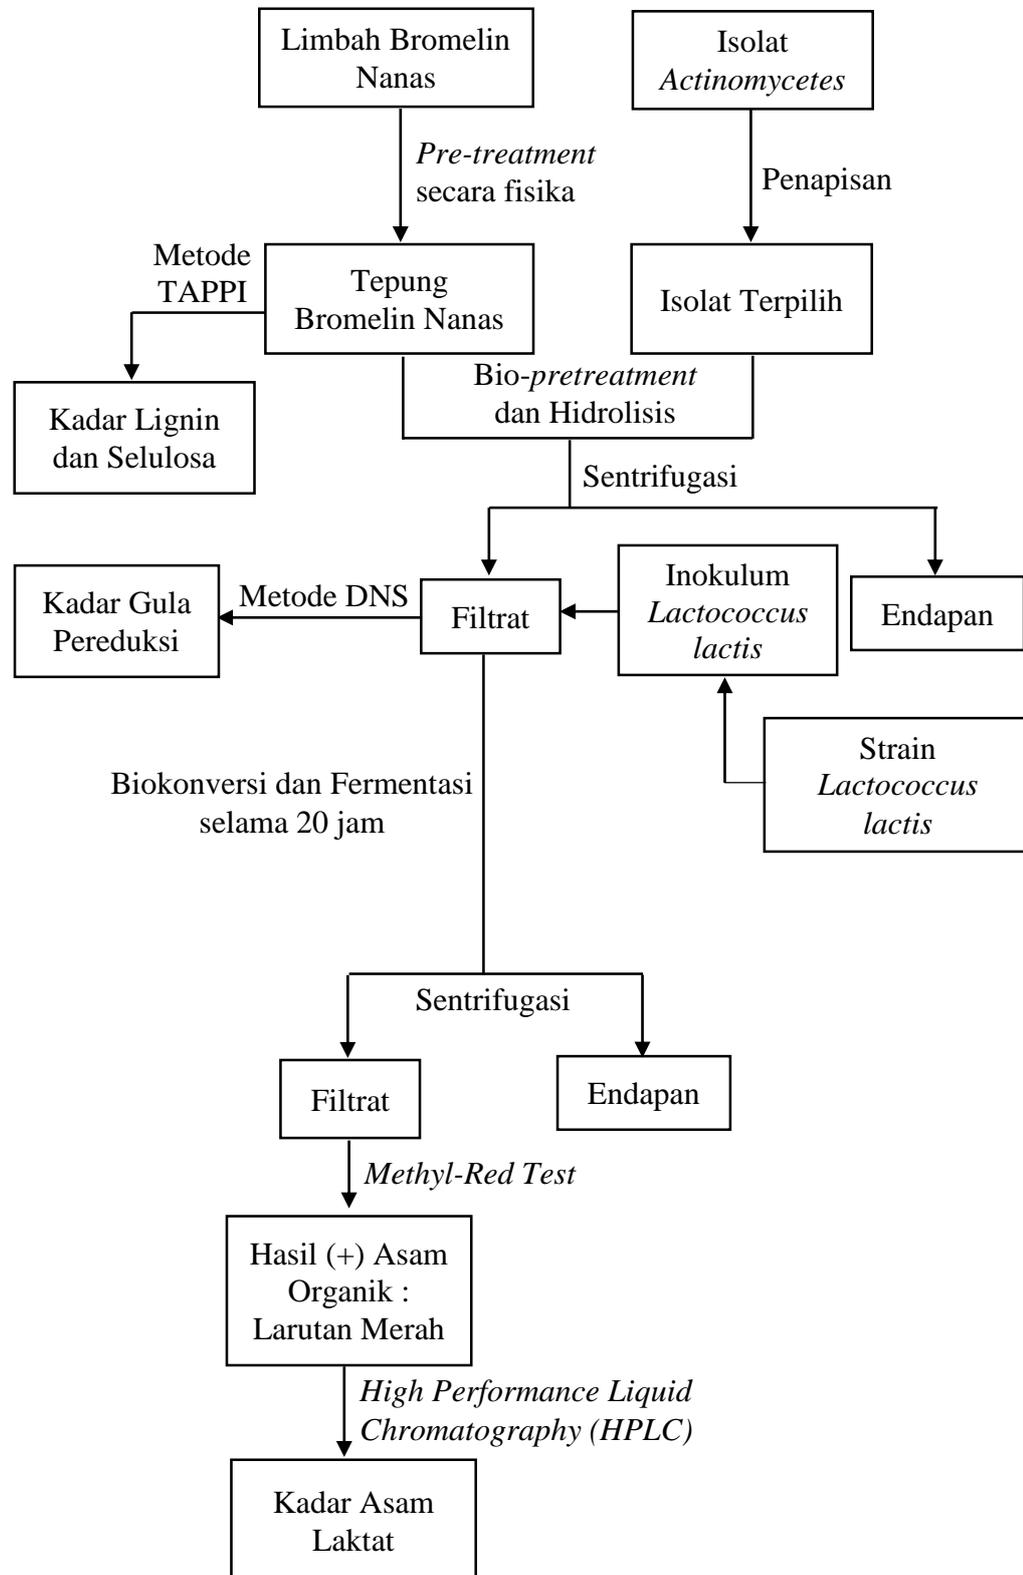 Limbah Bromelin
Nanas
Isolat
Actinomycetes
Pre-treatment
secara fisika
Penapisan
Metode
TAPPI
Tepung
Bromelin Nanas
Isolat Terpilih
Bio-pretreatment
dan Hidrolisis
Kadar Lignin
dan Selulosa
Sentrifugasi
Kadar Gula
Pereduksi
Metode DNS
Filtrat
Inokulum
Lactococcus
lactis
Endapan
Strain
Lactococcus
lactis
Biokonversi dan Fermentasi
selama 20 jam
Sentrifugasi
Filtrat
Endapan
Methyl-Red Test
Hasil (+) Asam
Organik :
Larutan Merah
High Performance Liquid
Chromatography (HPLC)
Kadar Asam
Laktat